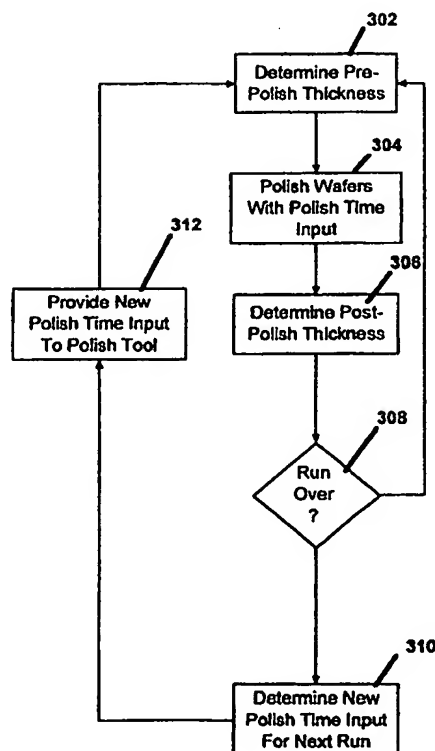 302
Determine Pre-
Polish Thickness
304
Polish Wafers
With Polish Time
Input
312
Provide New
Polish Time Input
To Polish Tool
306
Determine Post-
Polish Thickness
308
Run
Over
?
310
Determine New
Polish Time Input
For Next Run